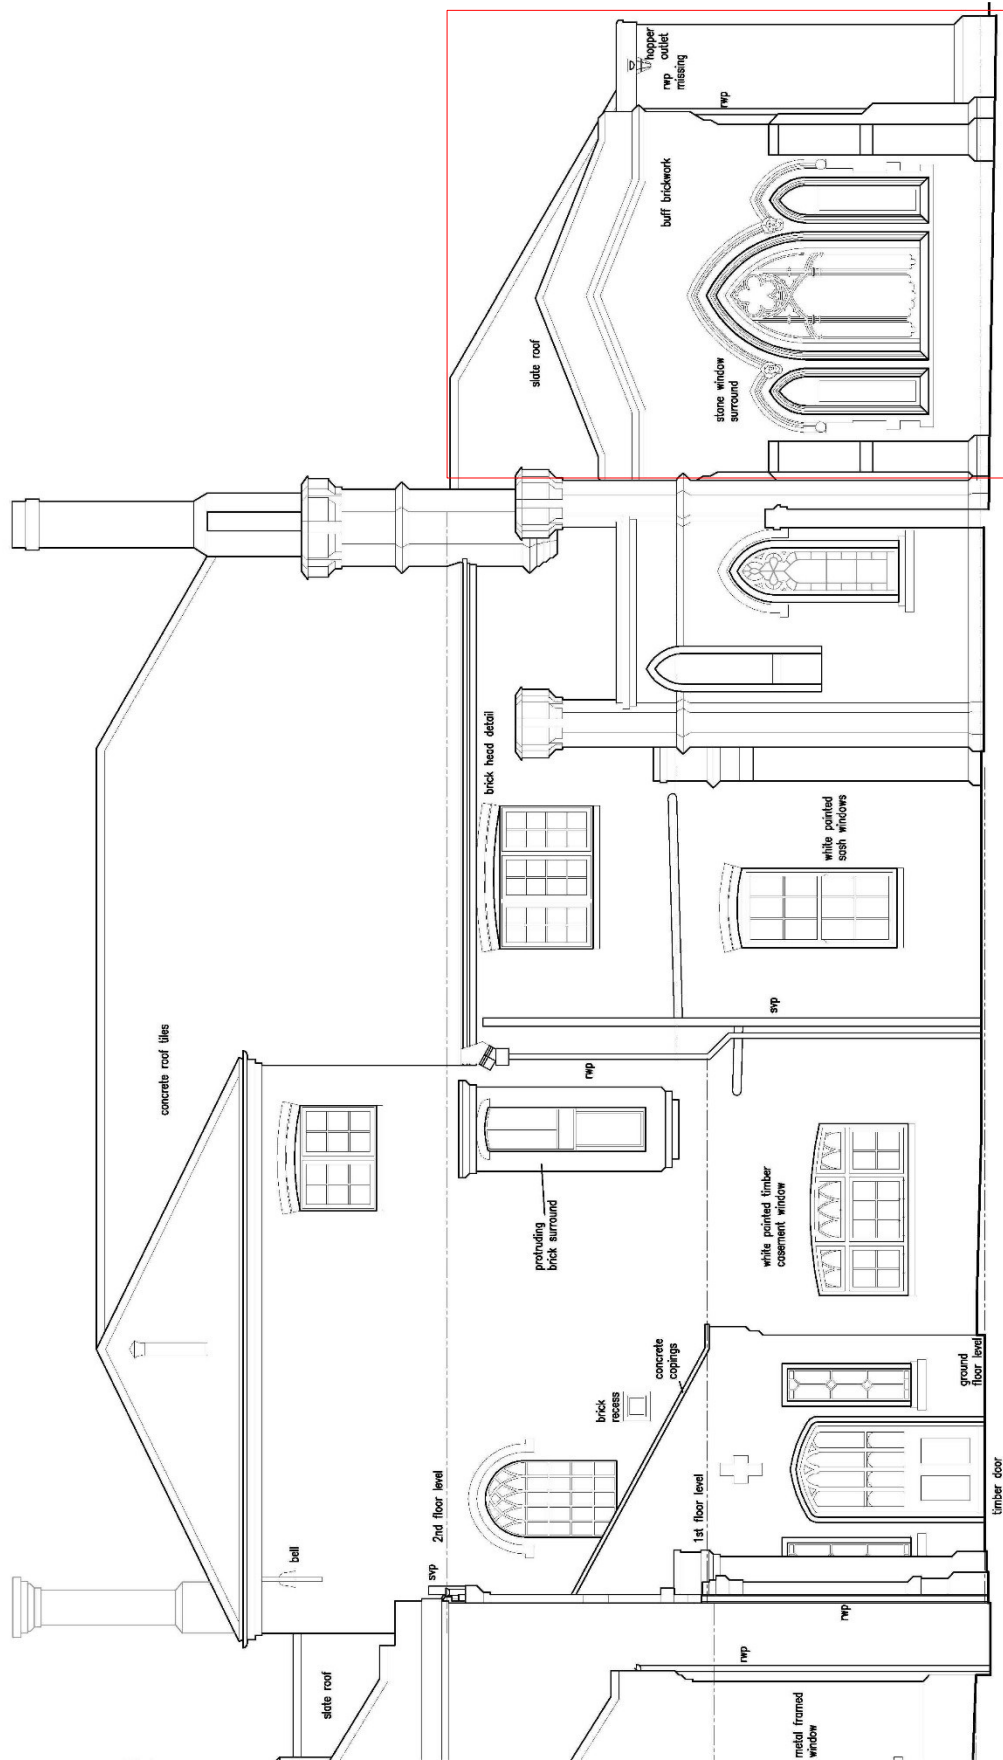 slate roof
bell
concrete roof tiles
metal framed
window
rwp
rwp
svp
2nd floor level
1st floor level
timber door
ground
floor level
brick
recess
concrete
copings
protruding
brick surround
white painted timber
casement window
rwp
svp
white painted
sash windows
brick head detail
slate roof
stone window
surround
buff brickwork
rwp
rwp
missing
hopper
outlet